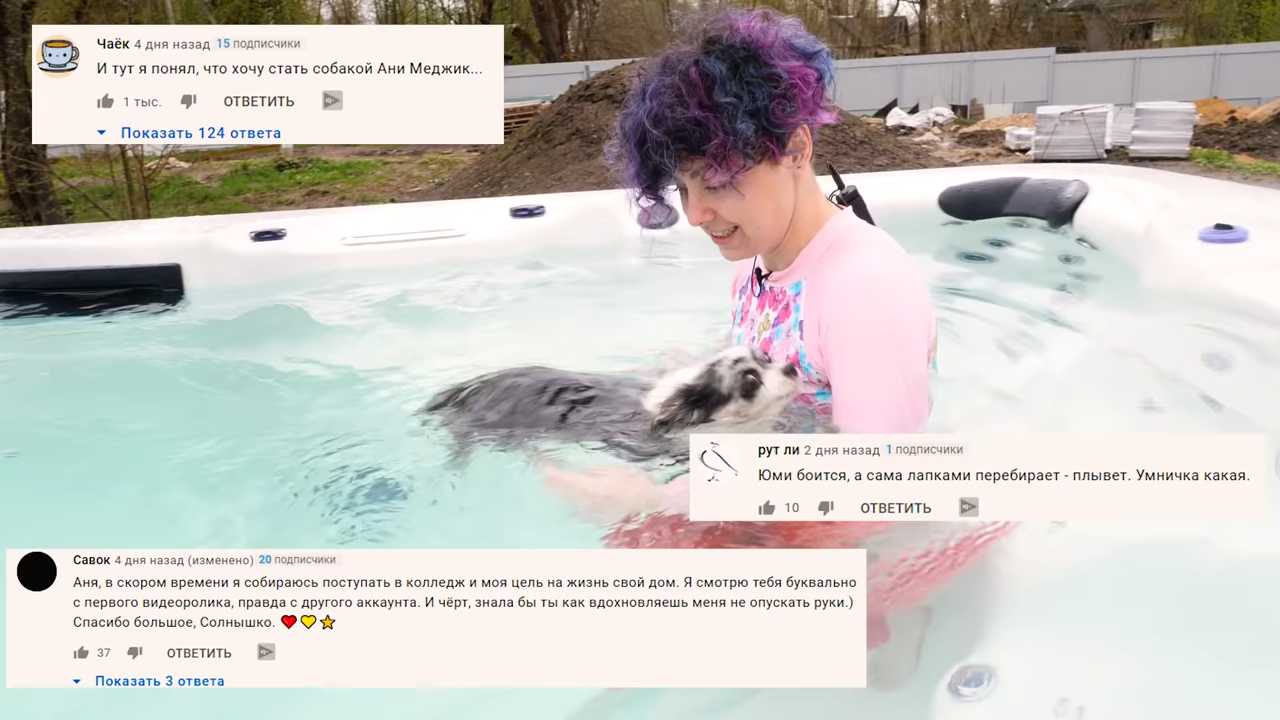 Чаёк 4 дня назад 15 подписчики
И тут я понял, что хочу стать собакой Ани Меджик...
1 тыс. ОТВЕТИТЬ
Показать 124 ответа
рут ли 2 дня назад 1 подписчики
Юми боится, а сама лапками перебирает - плывет. Умничка какая.
10 ОТВЕТИТЬ
Савок 4 дня назад (изменено) 20 подписчики
Аня, в скором времени я собираюсь поступать в колледж и моя цель на жизнь свой дом. Я смотрю тебя буквально
с первого видеоролика, правда с другого аккаунта. И чёрт, знала бы ты как вдохновляешь меня не опускать руки.)
Спасибо большое, Солнышко. ❤️💛⭐
37 ОТВЕТИТЬ
Показать 3 ответа